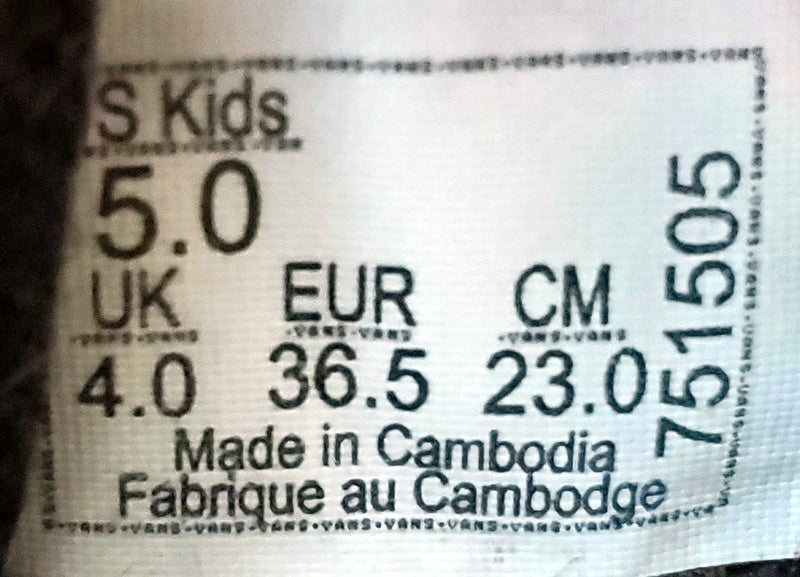 S Kids
5.0
UK EUR CM
4.0 36.5 23.0
Made in Cambodia
Fabrique au Cambodge
751505